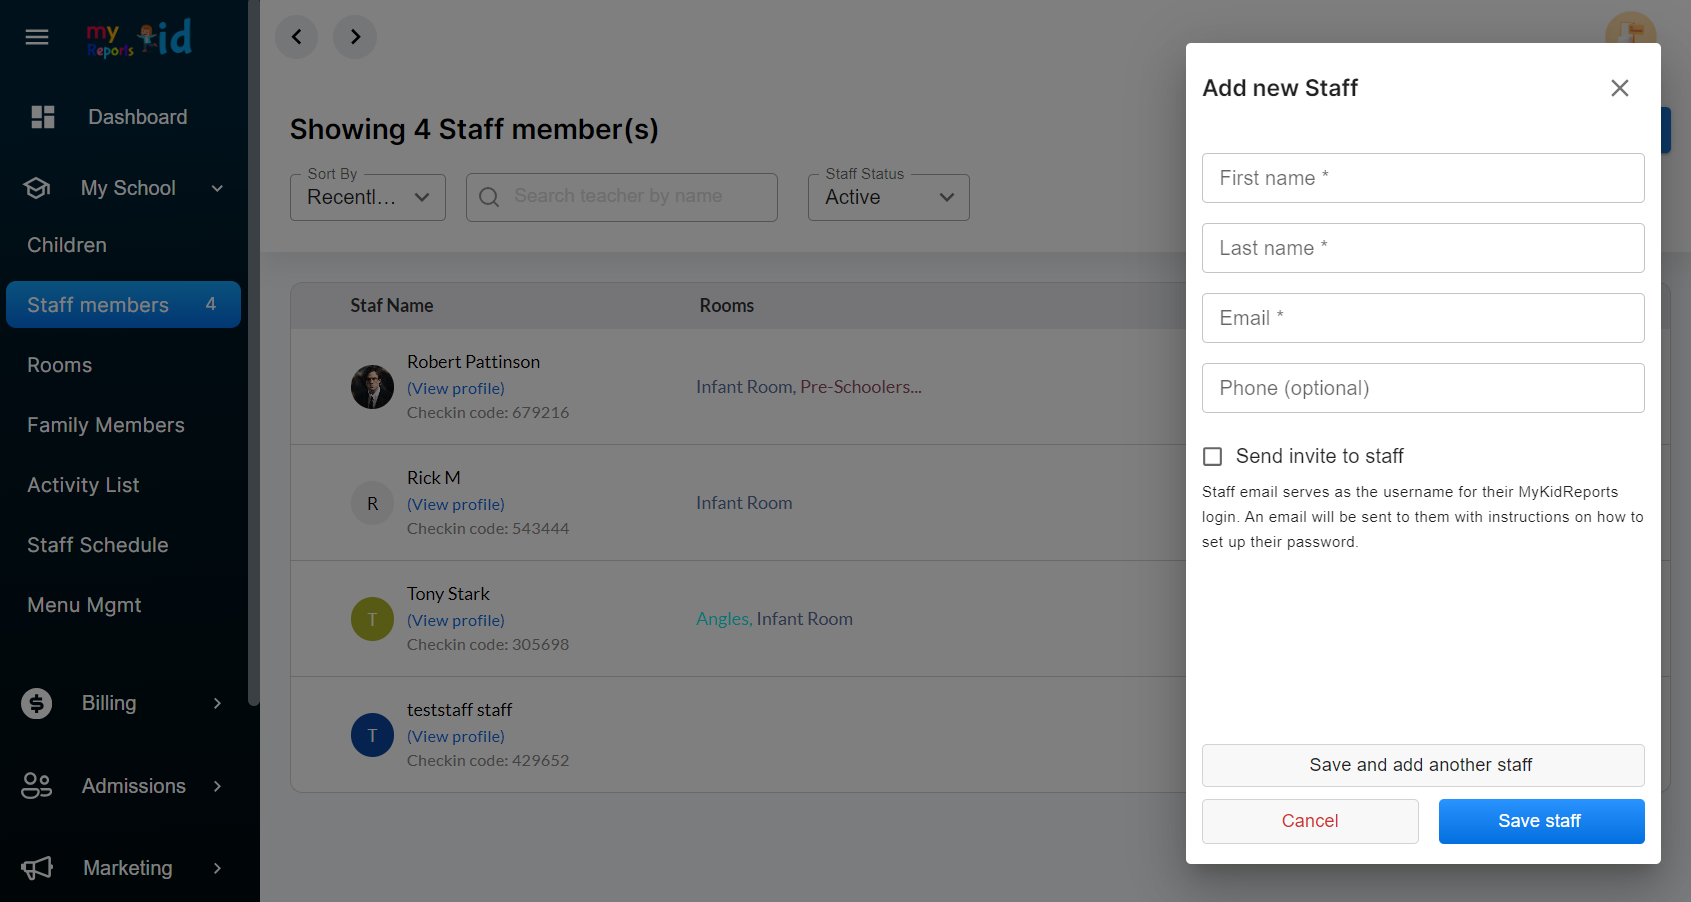 my kid
Reports
Dashboard
My School
Children
Staff members 4
Rooms
Family Members
Activity List
Staff Schedule
Menu Mgmt
Billing
Admissions
Marketing
Showing 4 Staff member(s)
Sort By
Recentl...
Search teacher by name
Staff Status
Active
Staf Name
Rooms
Robert Pattinson
(View profile)
Checkin code: 679216
Infant Room, Pre-Schoolers...
R
Rick M
(View profile)
Checkin code: 543444
Infant Room
T
Tony Stark
(View profile)
Checkin code: 305698
Angles, Infant Room
T
teststaff staff
(View profile)
Checkin code: 429652
Add new Staff
First name *
Last name *
Email *
Phone (optional)
Send invite to staff
Staff email serves as the username for their MyKidReports
login. An email will be sent to them with instructions on how to
set up their password.
Save and add another staff
Cancel
Save staff